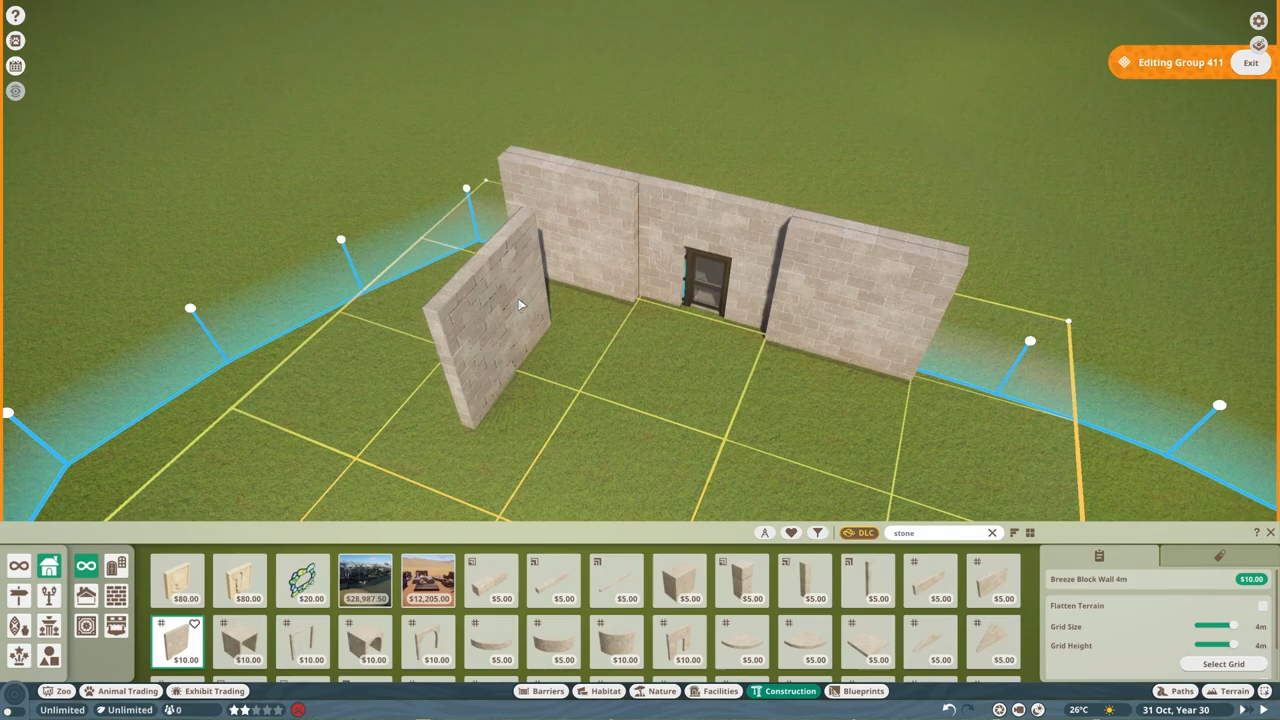 ?
Editing Group 411
Exit
DLC
stone
?
$80.00
$80.00
$20.00
$28,987.50
$12,205.00
$5.00
$5.00
$5.00
$5.00
$5.00
$5.00
$5.00
$5.00
$5.00
$10.00
$10.00
$10.00
$10.00
$10.00
$5.00
$5.00
$10.00
$10.00
$5.00
$5.00
$5.00
$5.00
$5.00
Breeze Block Wall 4m
$10.00
Flatten Terrain
Grid Size
4m
Grid Height
4m
Select Grid
Zoo
Animal Trading
Exhibit Trading
Barriers
Habitat
Nature
Facilities
Construction
Blueprints
Paths
Terrain
Unlimited
Unlimited
0
26°C
31 Oct, Year 30